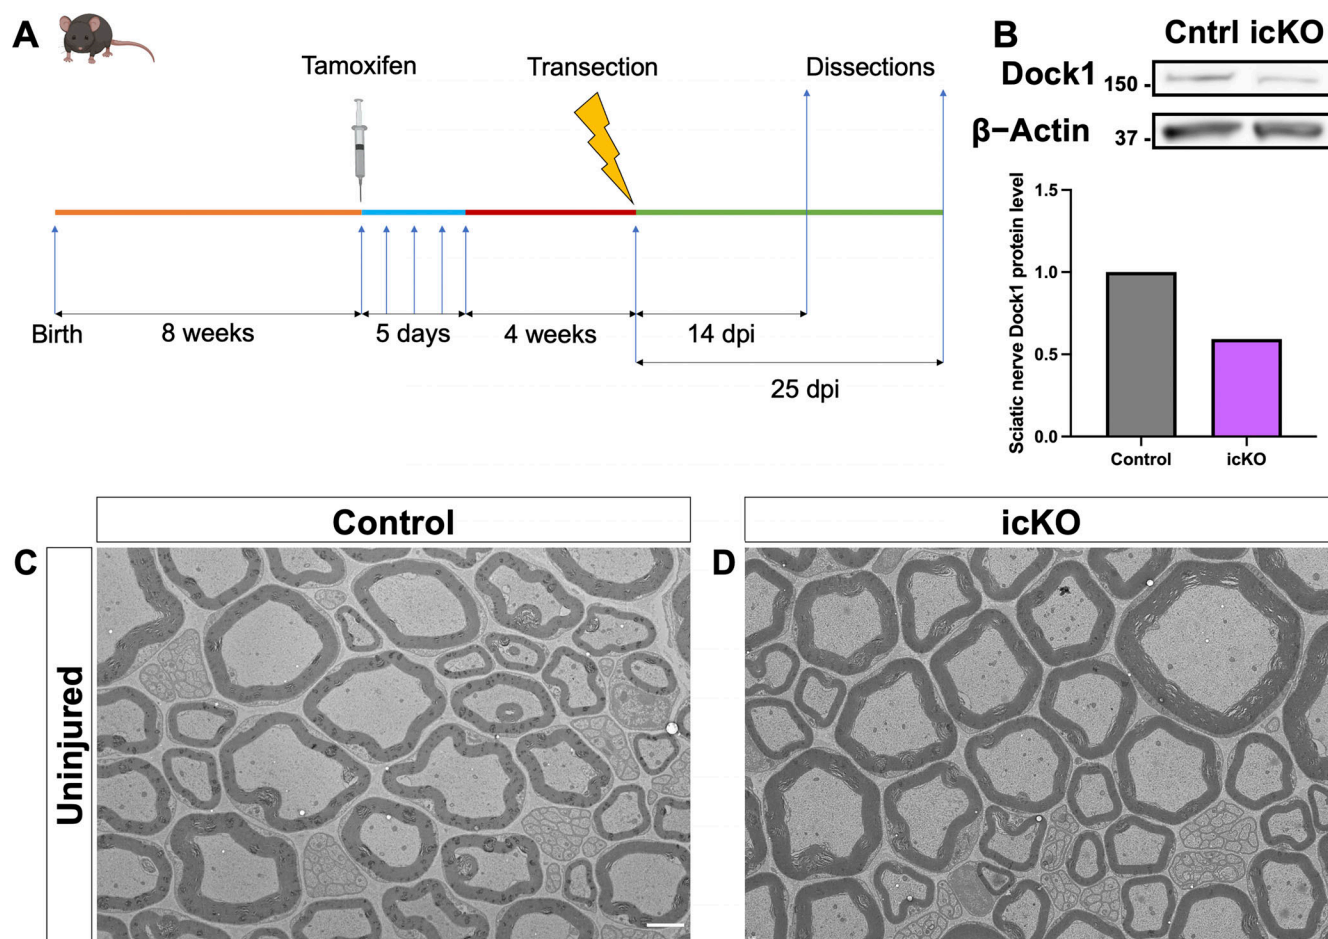 A
Tamoxifen
Transection
Dissections
Birth
8 weeks
5 days
4 weeks
14 dpi
25 dpi
B
Cntrl icKO
Dock1 150 -
β–Actin 37 -
Sciatic nerve Dock1 protein level
1.5
1.0
0.5
0.0
Control
icKO
Control
icKO
C
D
Uninjured